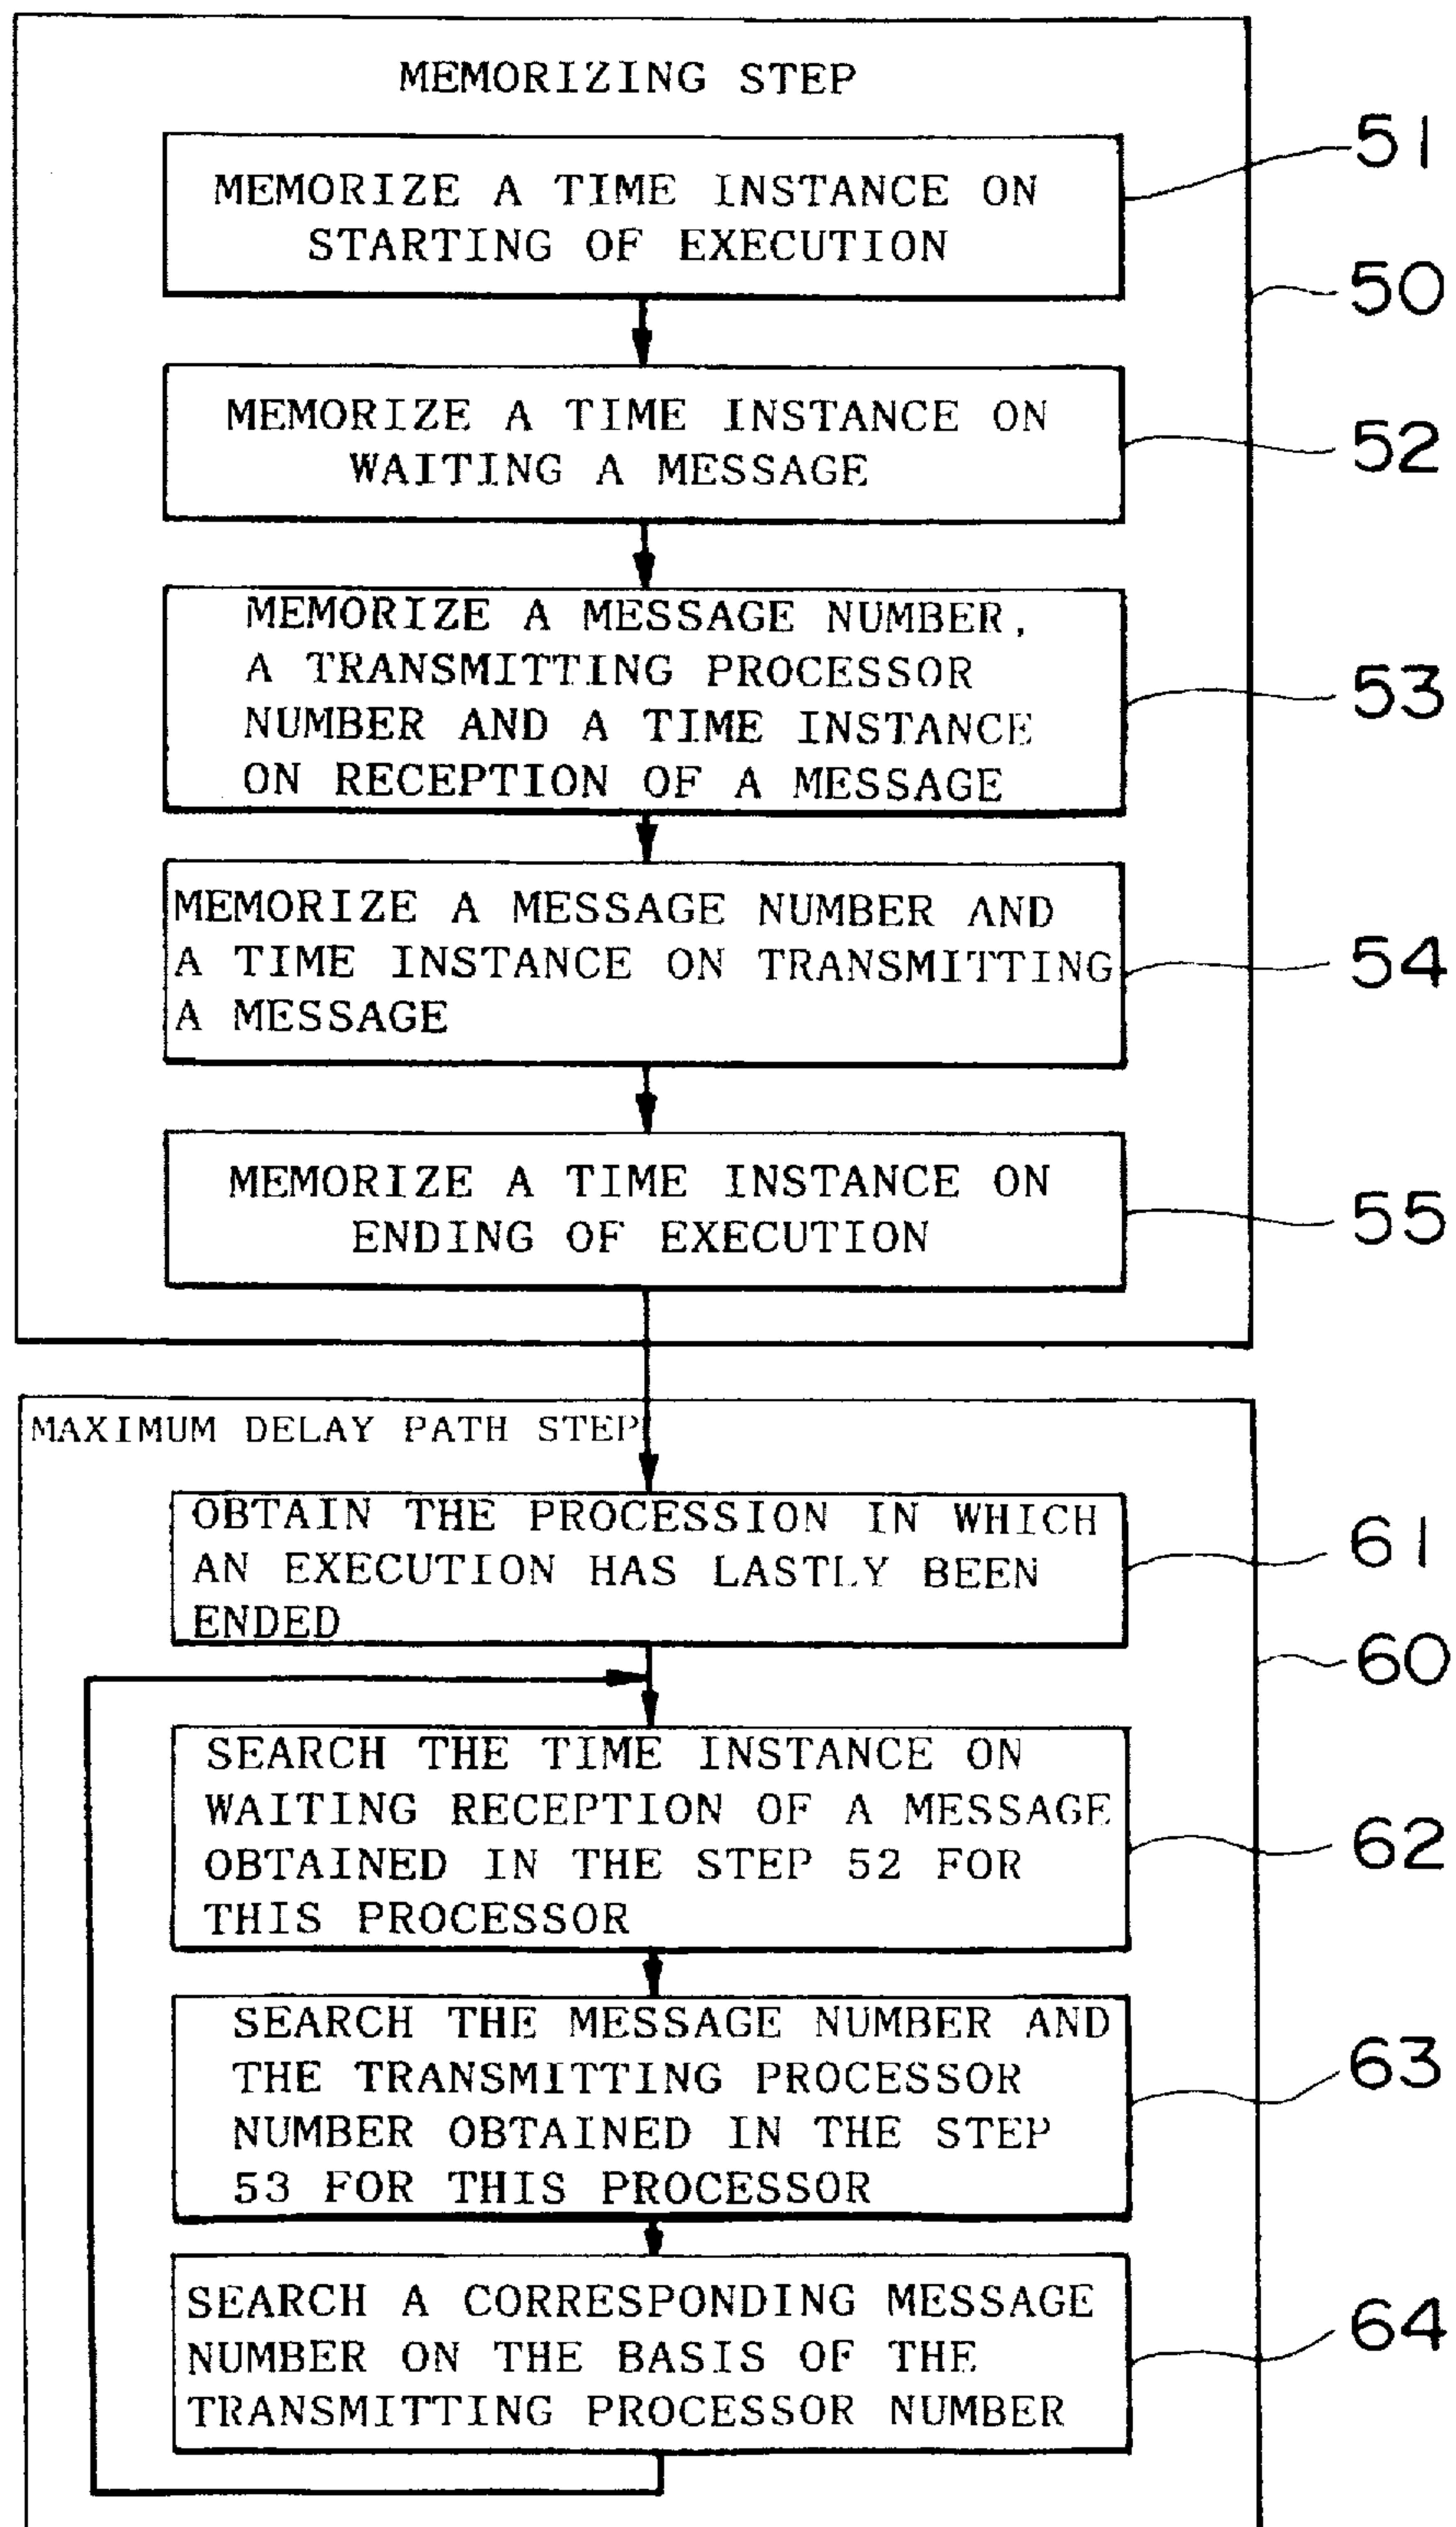 MEMORIZING STEP
MEMORIZE A TIME INSTANCE ON
STARTING OF EXECUTION
51
50
MEMORIZE A TIME INSTANCE ON
WAITING A MESSAGE
52
MEMORIZE A MESSAGE NUMBER,
A TRANSMITTING PROCESSOR
NUMBER AND A TIME INSTANCE
ON RECEPTION OF A MESSAGE
53
MEMORIZE A MESSAGE NUMBER AND
A TIME INSTANCE ON TRANSMITTING
A MESSAGE
54
MEMORIZE A TIME INSTANCE ON
ENDING OF EXECUTION
55
MAXIMUM DELAY PATH STEP
OBTAIN THE PROCESSION IN WHICH
AN EXECUTION HAS LASTLY BEEN
ENDED
61
60
SEARCH THE TIME INSTANCE ON
WAITING RECEPTION OF A MESSAGE
OBTAINED IN THE STEP 52 FOR
THIS PROCESSOR
62
SEARCH THE MESSAGE NUMBER AND
THE TRANSMITTING PROCESSOR
NUMBER OBTAINED IN THE STEP
53 FOR THIS PROCESSOR
63
SEARCH A CORRESPONDING MESSAGE
NUMBER ON THE BASIS OF THE
TRANSMITTING PROCESSOR NUMBER
64